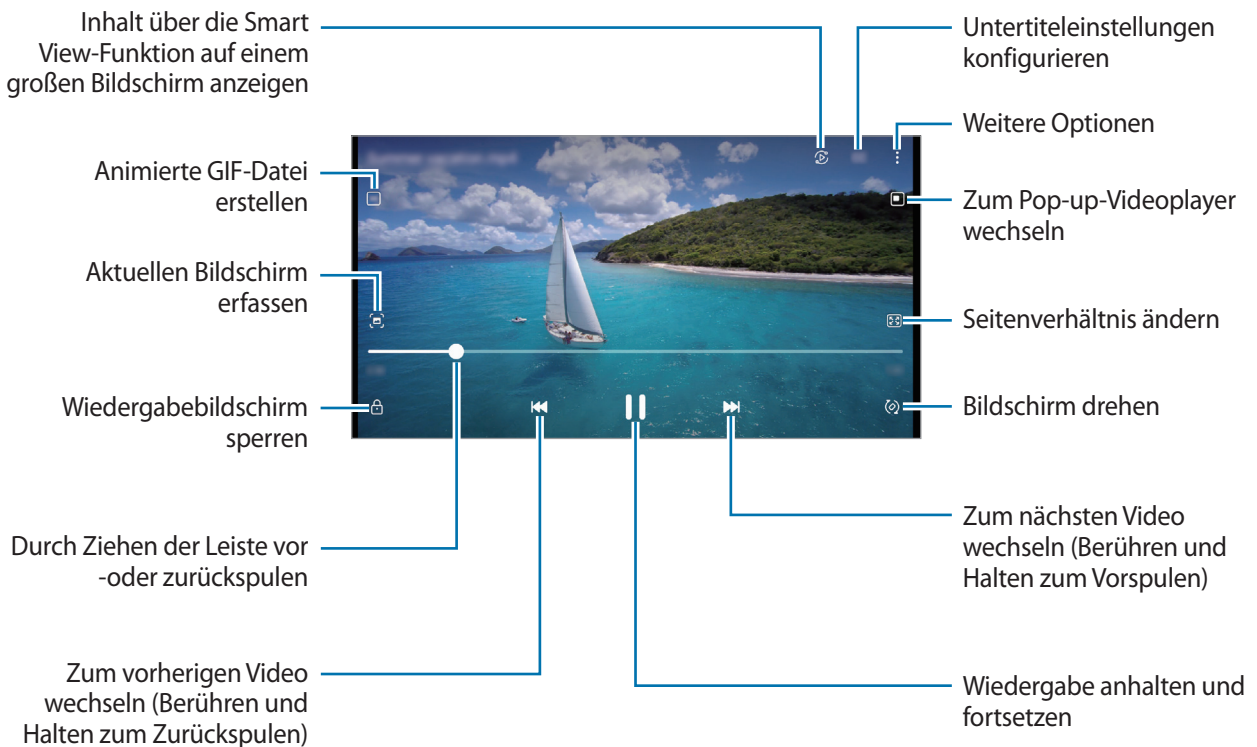 Inhalt über die Smart
View-Funktion auf einem
großen Bildschirm anzeigen
Animierte GIF-Datei
erstellen
Aktuellen Bildschirm
erfassen
Wiedergabebildschirm
sperren
Durch Ziehen der Leiste vor
-oder zurückspulen
Zum vorherigen Video
wechseln (Berühren und
Halten zum Zurückspulen)
Untertiteleinstellungen
konfigurieren
Weitere Optionen
Zum Pop-up-Videoplayer
wechseln
Seitenverhältnis ändern
Bildschirm drehen
Zum nächsten Video
wechseln (Berühren und
Halten zum Vorspulen)
Wiedergabe anhalten und
fortsetzen